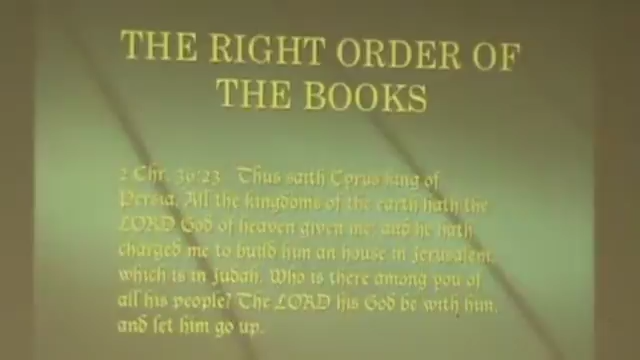 THE RIGHT ORDER OF
THE BOOKS
2 Chr. 36:23 Thus saith Cyrus king of
Persia, All the kingdoms of the earth hath the
LORD God of heaven given me; and he hath
charged me to build him an house in Jerusalem,
which is in Judah. Who is there among you of
all his people? The LORD his God be with him,
and let him go up.